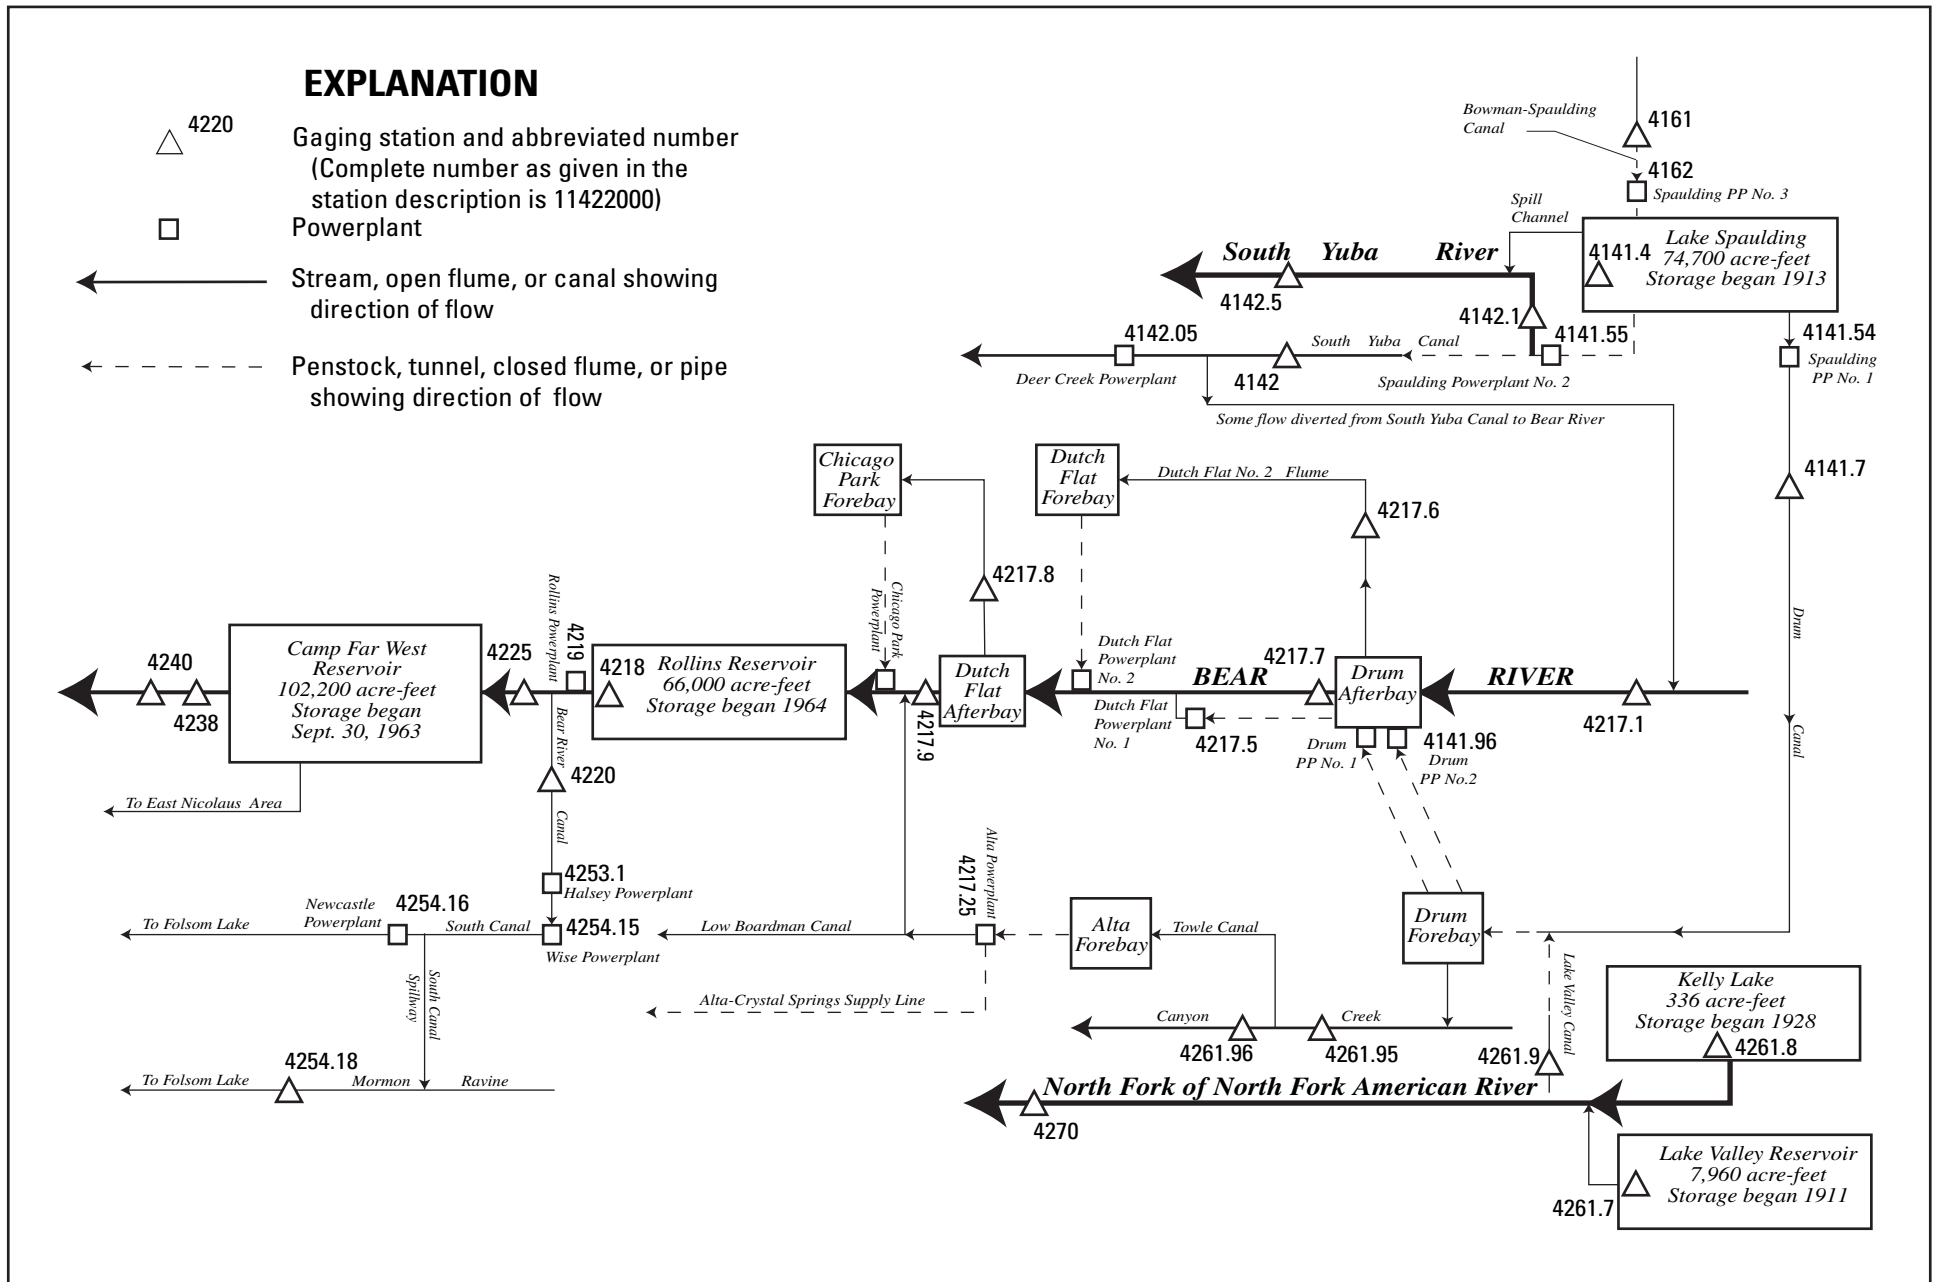 EXPLANATION
4220
Gaging station and abbreviated number
(Complete number as given in the
station description is 11422000)
Powerplant
Stream, open flume, or canal showing
direction of flow
Penstock, tunnel, closed flume, or pipe
showing direction of flow
Bowman-Spaulding
Canal
4161
4162
Spaulding PP No. 3
Spill
Channel
South Yuba River
4141.4
Lake Spaulding
74,700 acre-feet
Storage began 1913
4142.5
4142.1
4141.55
4142.05
South Yuba Canal
4141.54
Spaulding
PP No. 1
Deer Creek Powerplant
4142
Spaulding Powerplant No. 2
Some flow diverted from South Yuba Canal to Bear River
Chicago
Park
Forebay
Dutch
Flat
Forebay
Dutch Flat No. 2 Flume
4141.7
4217.6
4217.8
Rollins Powerplant
Chicago Park
Powerplant
Drum
Canal
Camp Far West
Reservoir
102,200 acre-feet
Storage began
Sept. 30, 1963
4240
4238
4225
4219
4218
Rollins Reservoir
66,000 acre-feet
Storage began 1964
4217.9
Dutch
Flat
Afterbay
Dutch Flat
Powerplant
No. 2
Dutch Flat
Powerplant
No. 1
BEAR
4217.7
Drum
Afterbay
RIVER
4217.1
4217.5
Drum
PP No. 1
4141.96
Drum
PP No.2
Bear River
4220
Canal
To East Nicolaus Area
4253.1
Halsey Powerplant
Newcastle
Powerplant
4254.16
To Folsom Lake
South Canal
4254.15
Wise Powerplant
Low Boardman Canal
Alta Powerplant
4217.25
Alta
Forebay
Towle Canal
Drum
Forebay
South Canal
Spillway
Alta-Crystal Springs Supply Line
Lake Valley Canal
Kelly Lake
336 acre-feet
Storage began 1928
4261.8
Canyon Creek
4261.96
4261.95
4261.9
4254.18
To Folsom Lake
Mormon Ravine
North Fork of North Fork American River
4270
Lake Valley Reservoir
7,960 acre-feet
Storage began 1911
4261.7